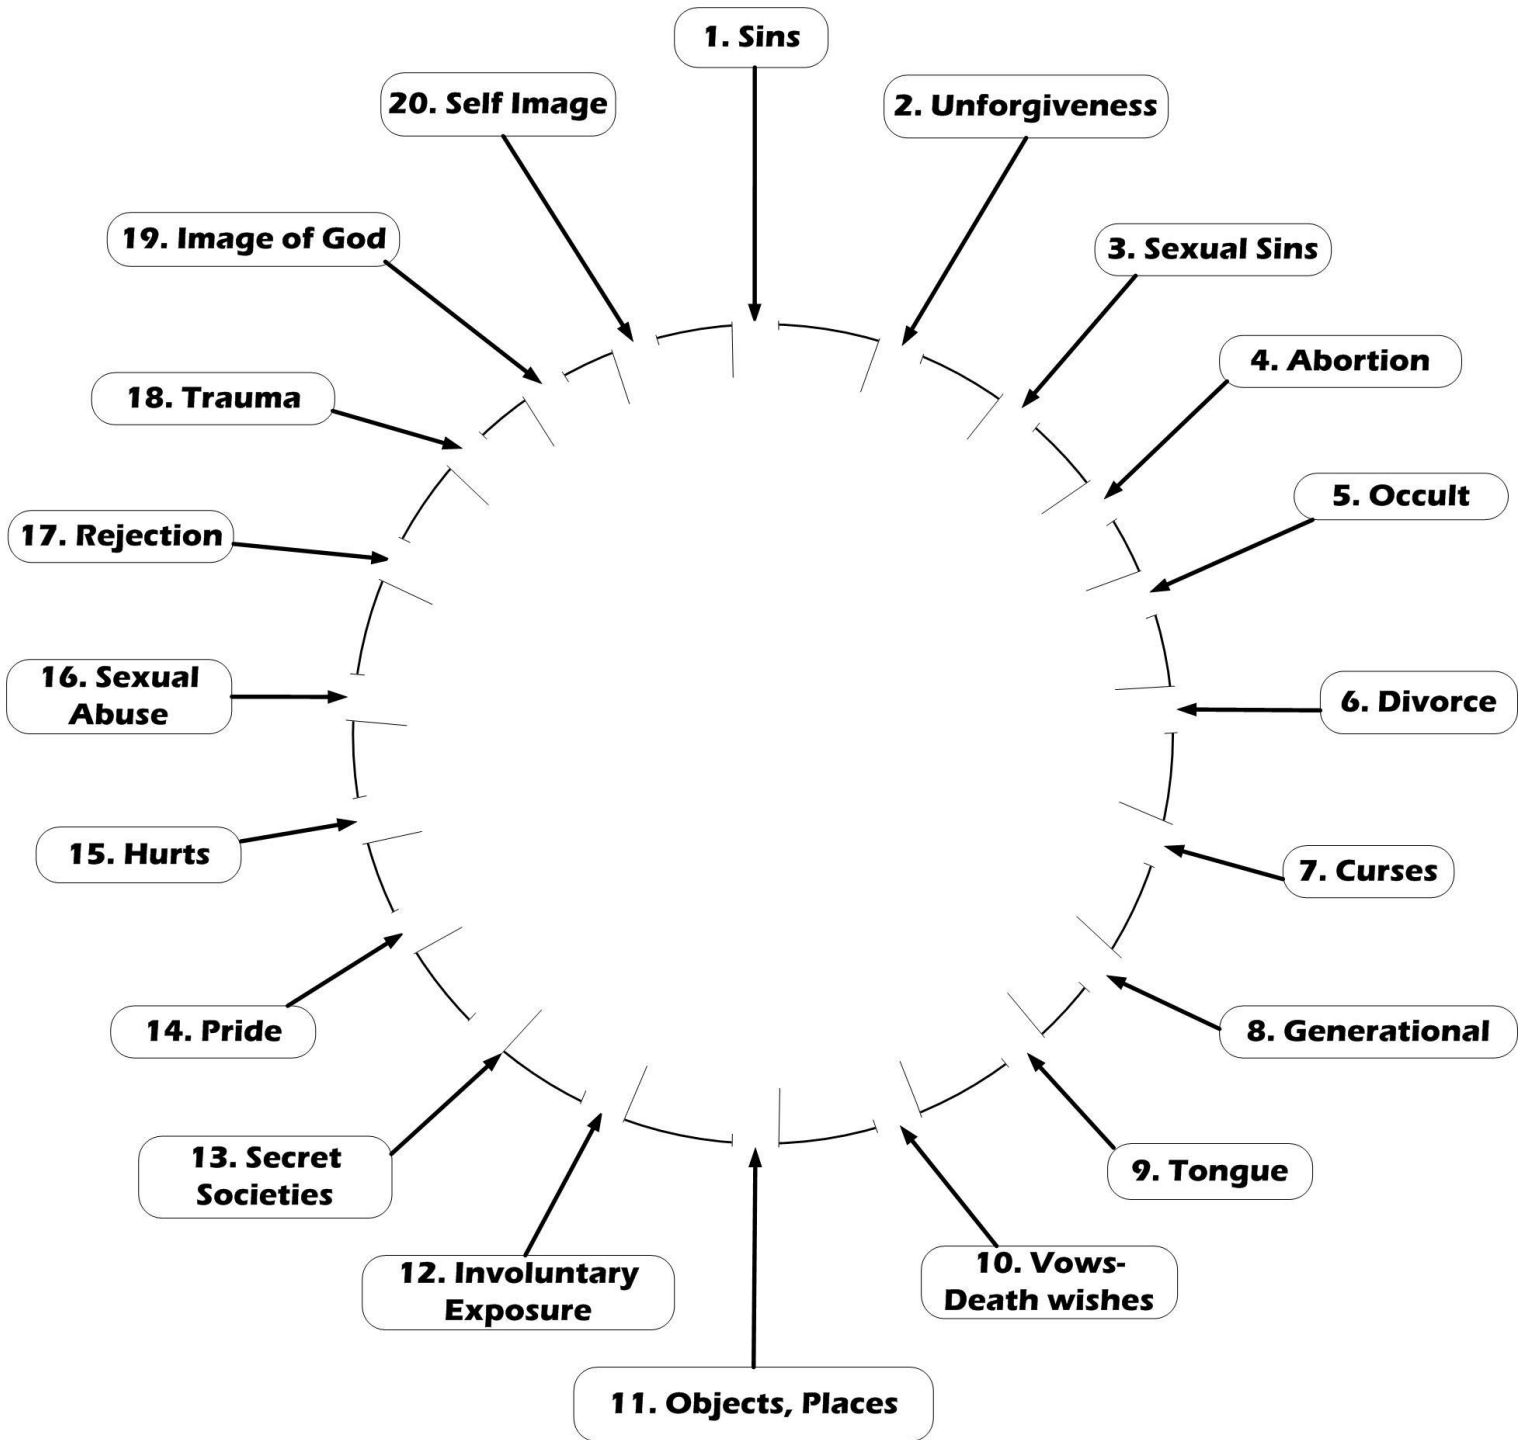 1. Sins
2. Unforgiveness
3. Sexual Sins
4. Abortion
5. Occult
6. Divorce
7. Curses
8. Generational
9. Tongue
10. Vows-
Death wishes
11. Objects, Places
12. Involuntary
Exposure
13. Secret
Societies
14. Pride
15. Hurts
16. Sexual
Abuse
17. Rejection
18. Trauma
19. Image of God
20. Self Image